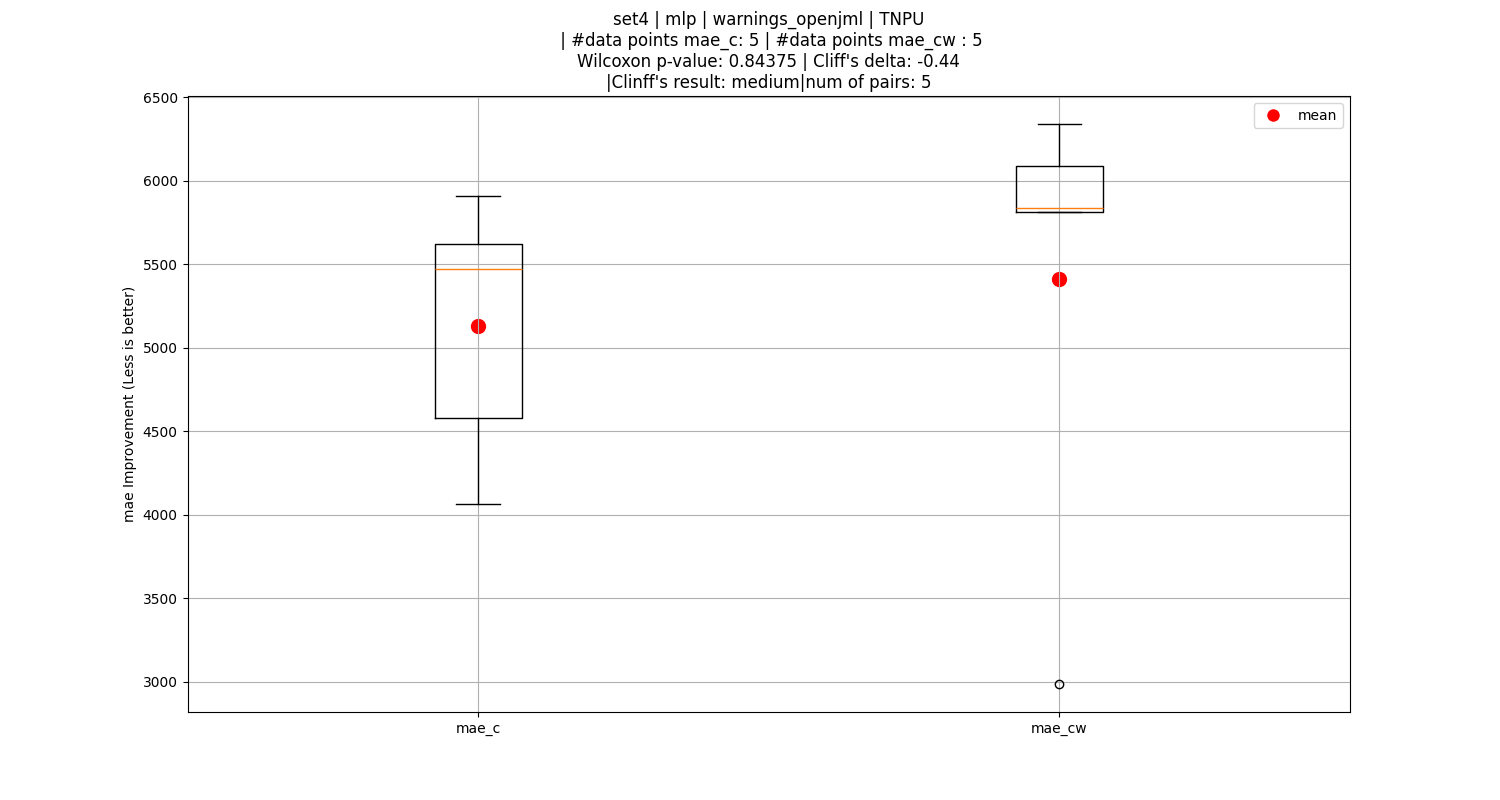 set4 | mlp | warnings_openjml | TNPU
| #data points mae_c: 5 | #data points mae_cw : 5
Wilcoxon p-value: 0.84375 | Cliff's delta: -0.44
|Clinff's result: medium|num of pairs: 5
mean
6500
6000
5500
5000
4500
4000
3500
3000
mae Improvement (Less is better)
mae_c
mae_cw